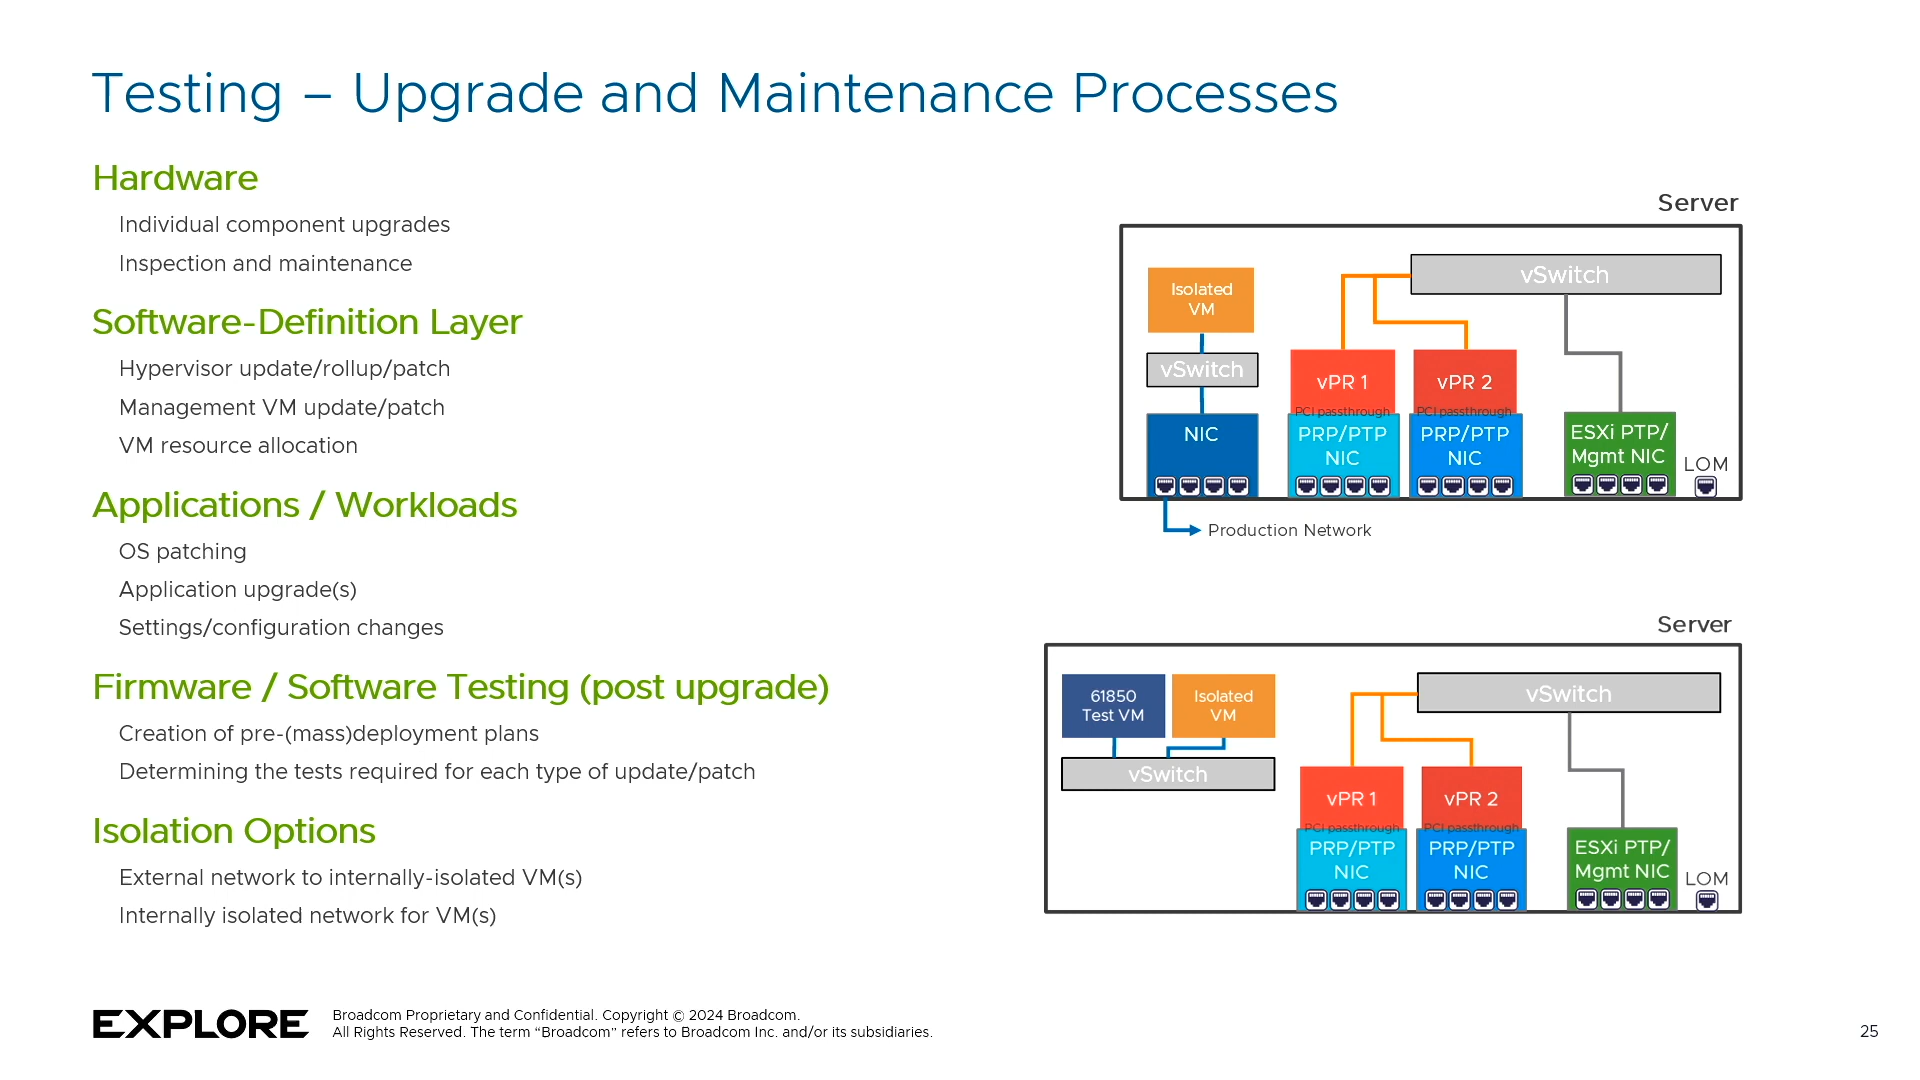 Testing – Upgrade and Maintenance Processes
Hardware
Individual component upgrades
Inspection and maintenance
Software-Definition Layer
Hypervisor update/rollup/patch
Management VM update/patch
VM resource allocation
Applications / Workloads
OS patching
Application upgrade(s)
Settings/configuration changes
Firmware / Software Testing (post upgrade)
Creation of pre-(mass)deployment plans
Determining the tests required for each type of update/patch
Isolation Options
External network to internally-isolated VM(s)
Internally isolated network for VM(s)
Server
vSwitch
Isolated
VM
vSwitch
vPR 1
vPR 2
PCI passthrough
PCI passthrough
NIC
PRP/PTP
NIC
PRP/PTP
NIC
ESXi PTP/
Mgmt NIC
LOM
Production Network
Server
61850
Test VM
Isolated
VM
vSwitch
vSwitch
vPR 1
vPR 2
PCI passthrough
PCI passthrough
PRP/PTP
NIC
PRP/PTP
NIC
ESXi PTP/
Mgmt NIC
LOM
EXPLORE
Broadcom Proprietary and Confidential. Copyright © 2024 Broadcom.
All Rights Reserved. The term “Broadcom” refers to Broadcom Inc. and/or its subsidiaries.
25